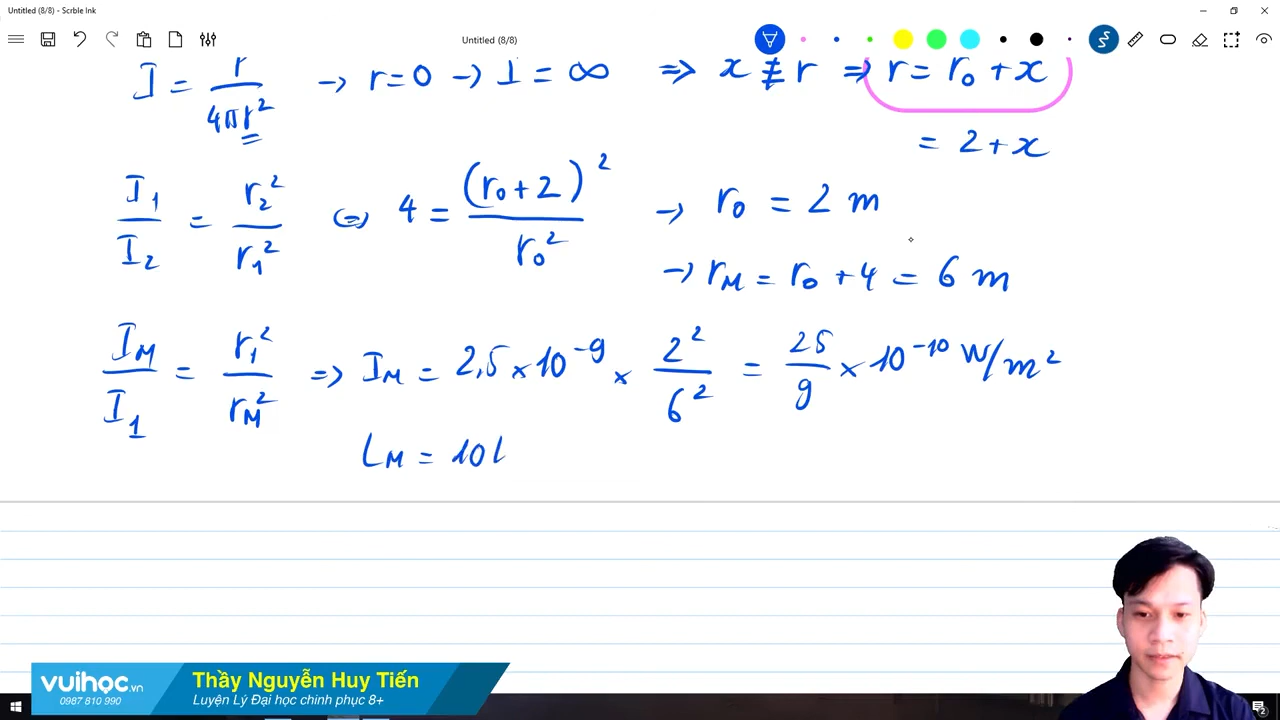 Untitled (8/8) - Scrble Ink
Untitled (8/8)
I = P/4πr² → r = 0 → I = ∞ ⇒ x ≢ r ⇒ r = r₀ + x
= 2 + x
I₁/I₂ = r₂²/r₁² ⇔ 4 = (r₀+2)²/r₀² → r₀ = 2 m
→ r_M = r₀ + 4 = 6 m
I_M/I₁ = r₁²/r_M² ⇒ I_M = 2,5 × 10⁻⁹ × 2²/6² = 25/9 × 10⁻¹⁰ W/m²
L_M = 10l
vuihọc.vn
0987 810 990
Thầy Nguyễn Huy Tiến
Luyện Lý Đại học chinh phục 8+
2